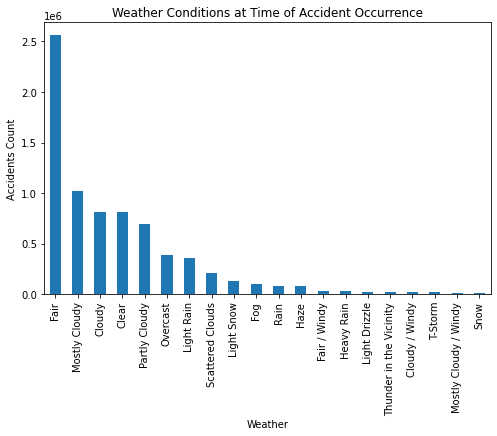 Weather Conditions at Time of Accident Occurrence
1e6
2.5
2.0
1.5
1.0
0.5
0.0
Accidents Count
Fair
Mostly Cloudy
Cloudy
Clear
Partly Cloudy
Overcast
Light Rain
Scattered Clouds
Light Snow
Fog
Rain
Haze
Fair / Windy
Heavy Rain
Light Drizzle
Thunder in the Vicinity
Cloudy / Windy
T-Storm
Mostly Cloudy / Windy
Snow
Weather